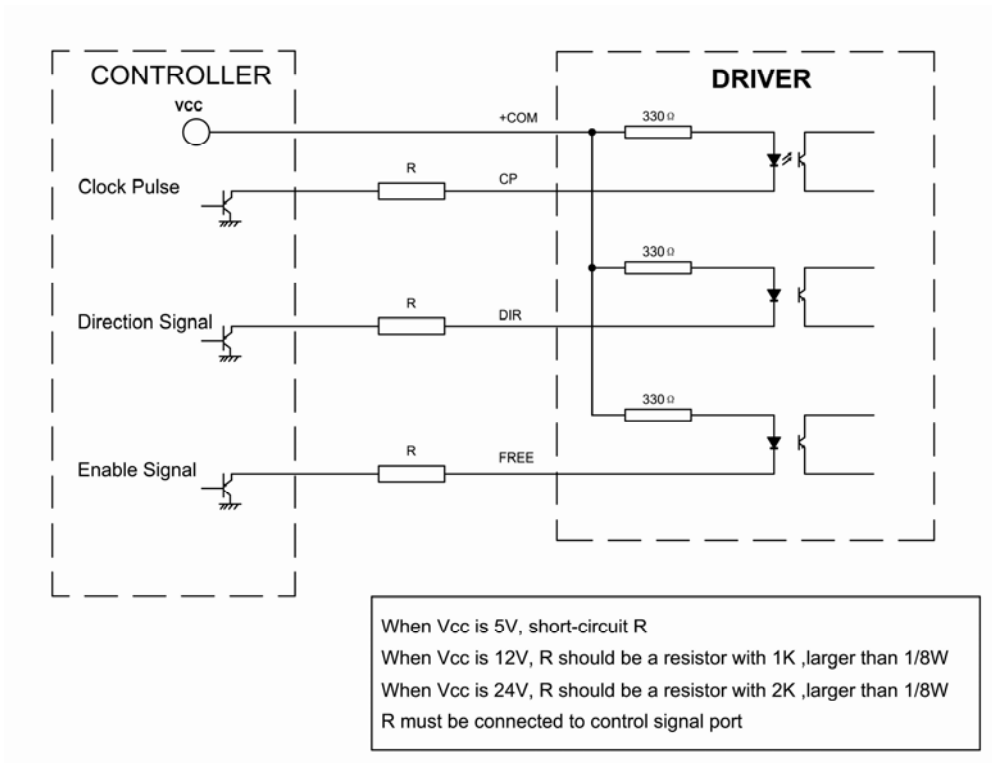 CONTROLLER
DRIVER
VCC
+COM
330Ω
Clock Pulse
R
CP
330Ω
Direction Signal
R
DIR
330Ω
Enable Signal
R
FREE
When Vcc is 5V, short-circuit R
When Vcc is 12V, R should be a resistor with 1K ,larger than 1/8W
When Vcc is 24V, R should be a resistor with 2K ,larger than 1/8W
R must be connected to control signal port